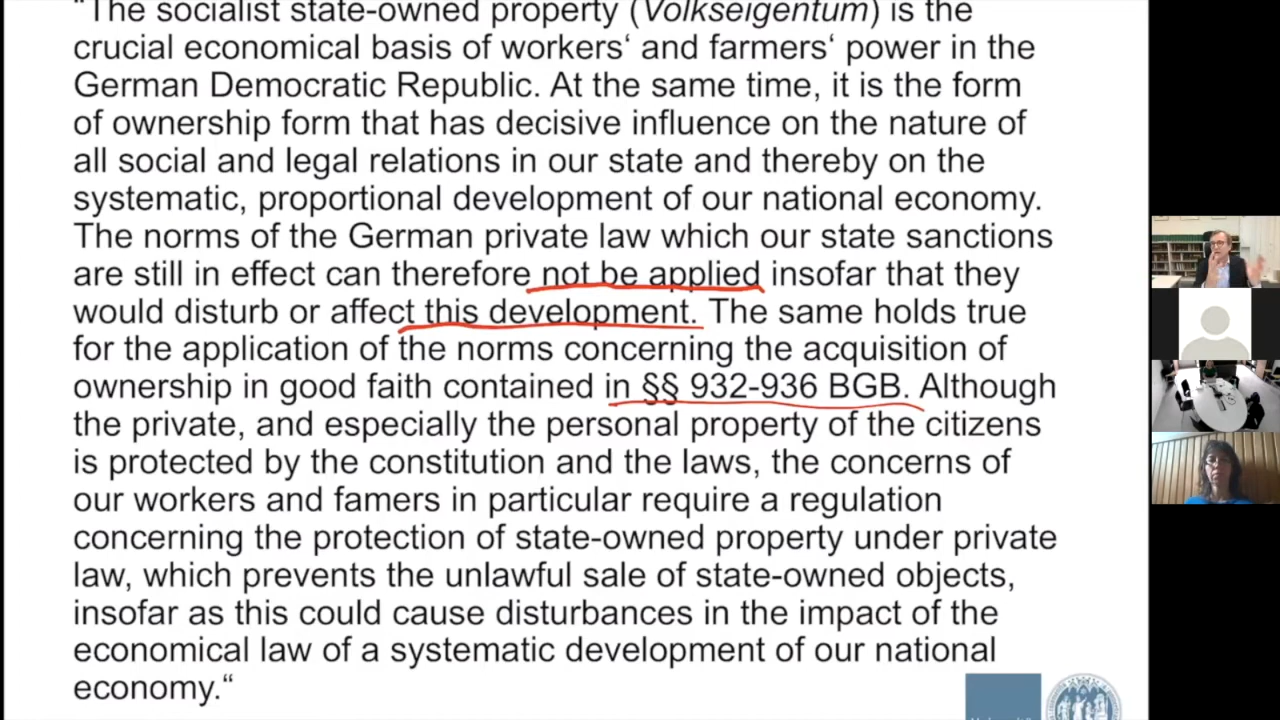 "The socialist state-owned property (Volkseigentum) is the
crucial economical basis of workers‘ and farmers‘ power in the
German Democratic Republic. At the same time, it is the form
of ownership form that has decisive influence on the nature of
all social and legal relations in our state and thereby on the
systematic, proportional development of our national economy.
The norms of the German private law which our state sanctions
are still in effect can therefore not be applied insofar that they
would disturb or affect this development. The same holds true
for the application of the norms concerning the acquisition of
ownership in good faith contained in §§ 932-936 BGB. Although
the private, and especially the personal property of the citizens
is protected by the constitution and the laws, the concerns of
our workers and famers in particular require a regulation
concerning the protection of state-owned property under private
law, which prevents the unlawful sale of state-owned objects,
insofar as this could cause disturbances in the impact of the
economical law of a systematic development of our national
economy.“